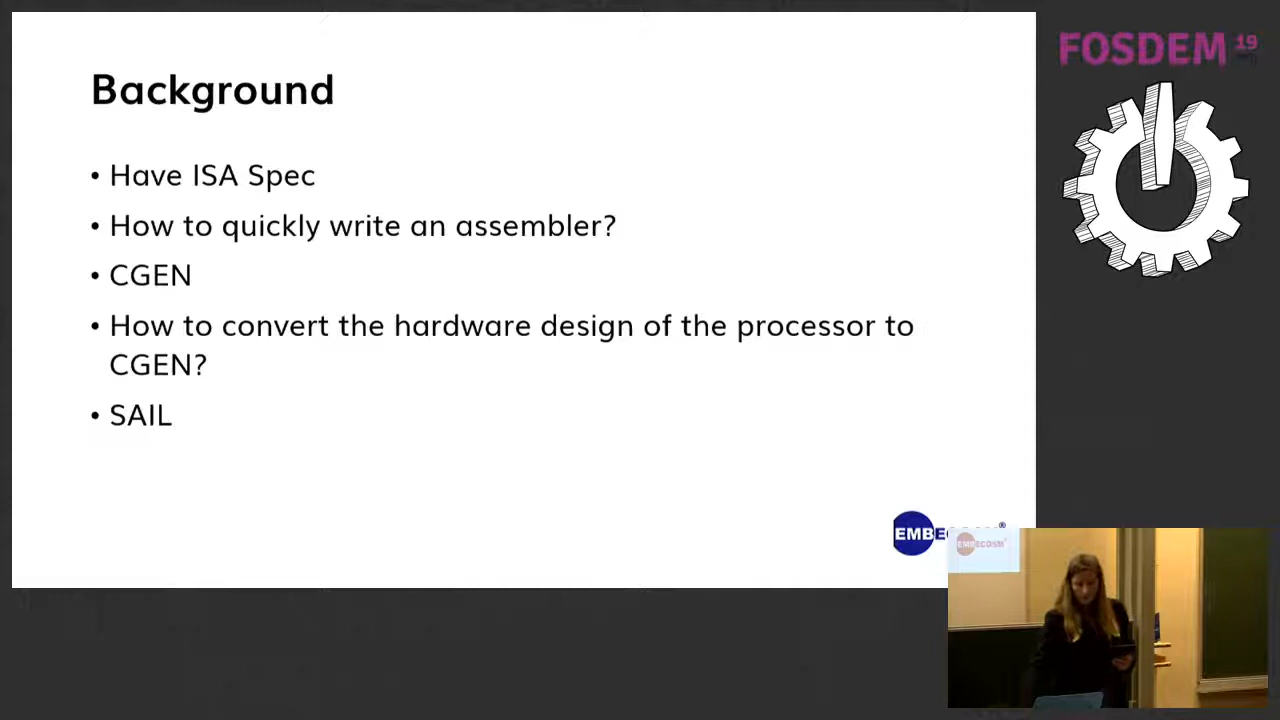 Background
• Have ISA Spec
• How to quickly write an assembler?
• CGEN
• How to convert the hardware design of the processor to
CGEN?
• SAIL
FOSDEM 19
EMBECOSM®